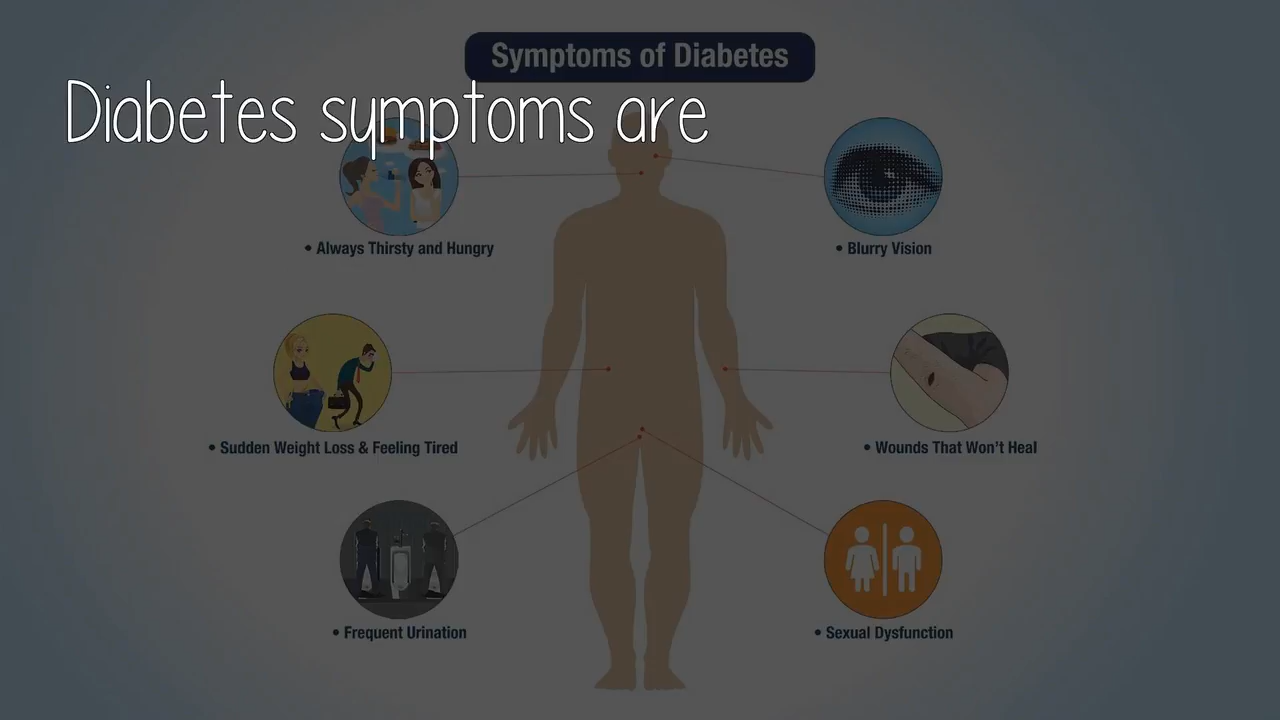 Symptoms of Diabetes
Diabetes symptoms are
• Always Thirsty and Hungry
• Blurry Vision
• Sudden Weight Loss & Feeling Tired
• Wounds That Won't Heal
• Frequent Urination
• Sexual Dysfunction